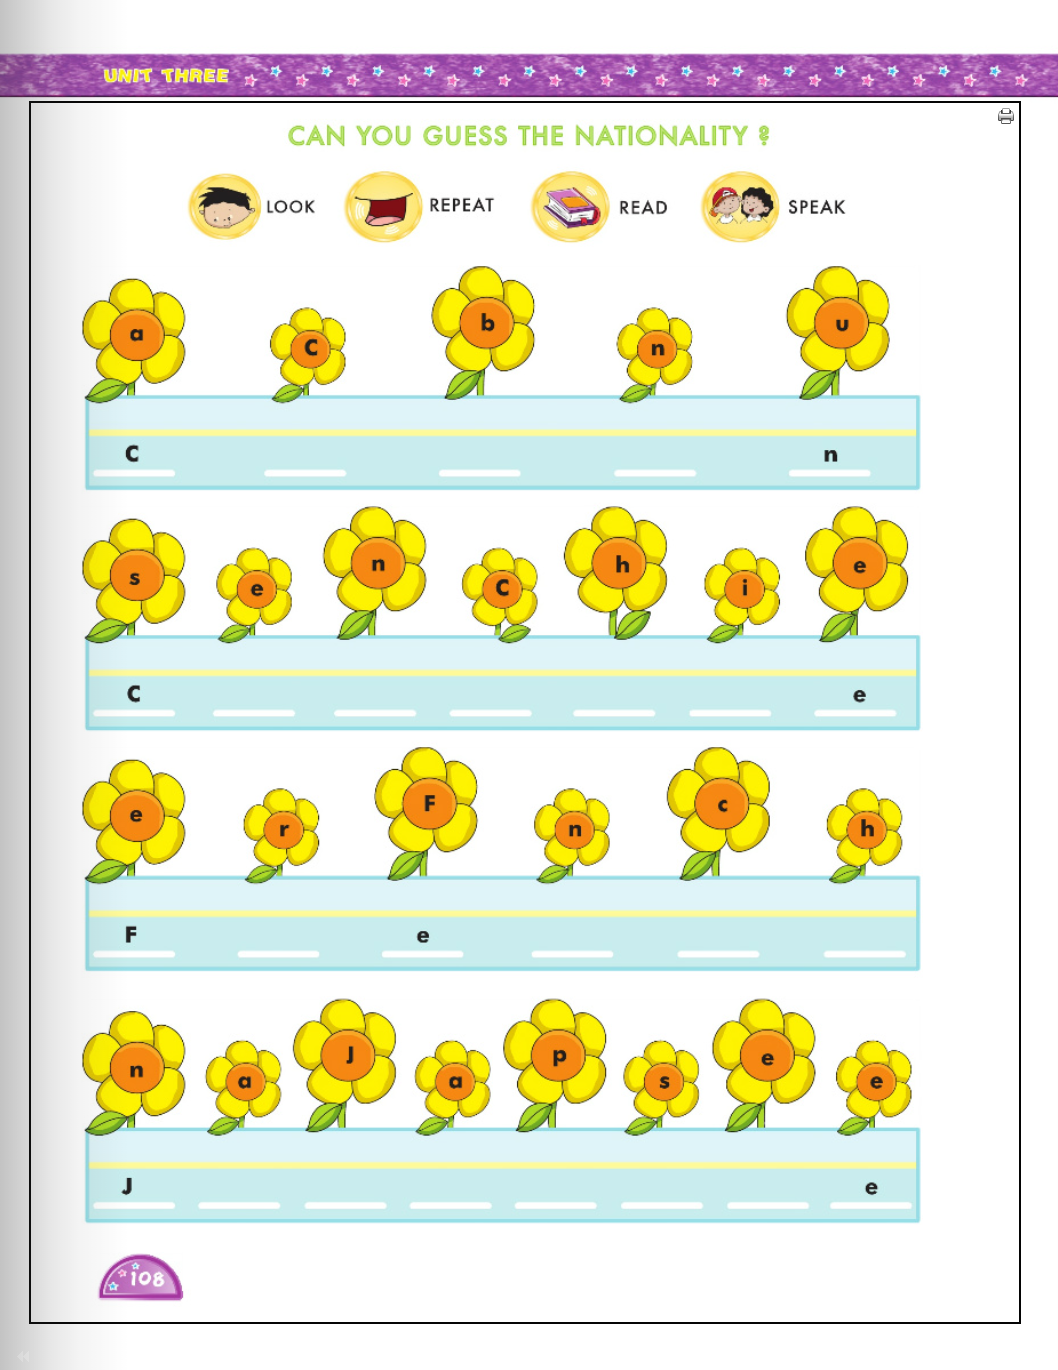 UNIT THREE
CAN YOU GUESS THE NATIONALITY ?
LOOK REPEAT READ SPEAK
a C b n u
C n
s e n C h i e
C e
e r F n c h
F e
n a J a p s e e
J e
108